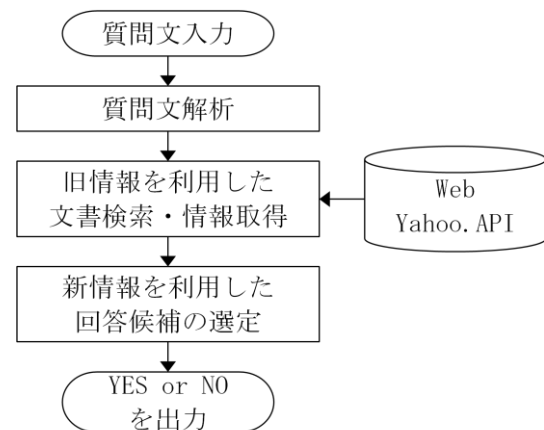 質問文入力
質問文解析
旧情報を利用した
文書検索・情報取得
Web
Yahoo.API
新情報を利用した
回答候補の選定
YES or NO
を出力